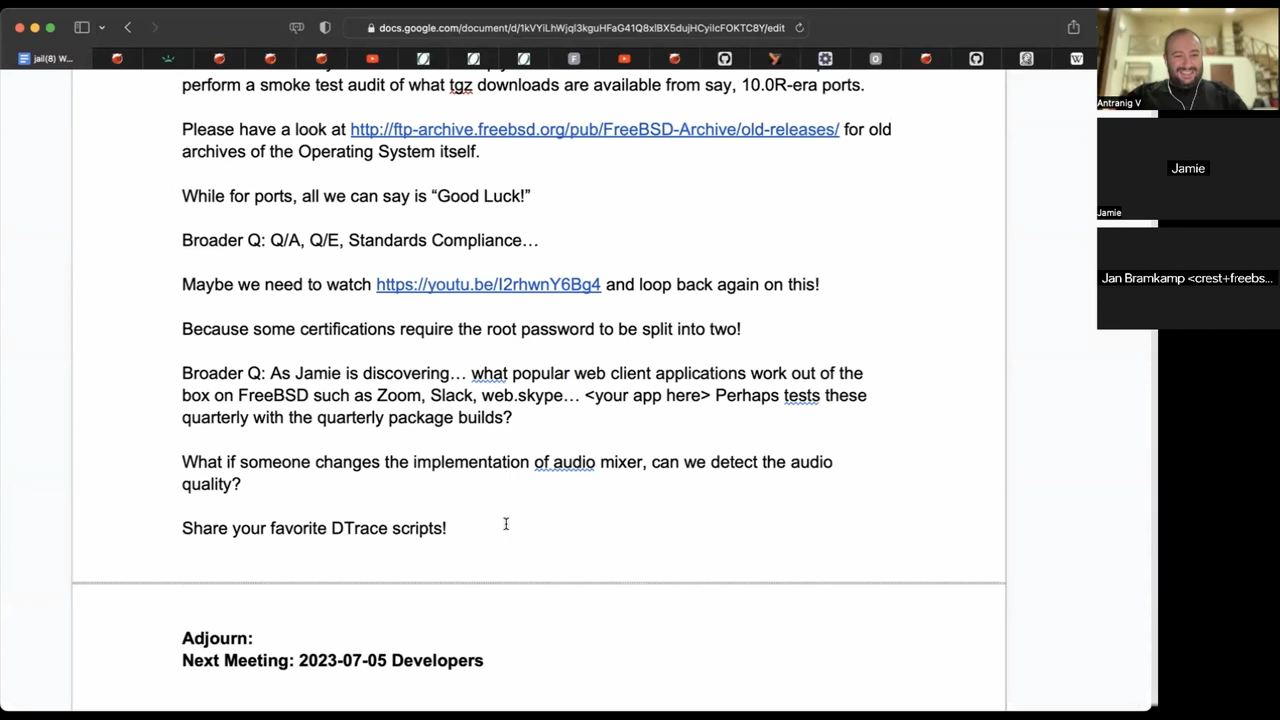 docs.google.com/document/d/1kVYiLhWjqI3kguHFaG41Q8xlBX5dujHCyilcFOKTC8Y/edit
jail(8) W...
perform a smoke test audit of what tgz downloads are available from say, 10.0R-era ports.
Please have a look at http://ftp-archive.freebsd.org/pub/FreeBSD-Archive/old-releases/ for old
archives of the Operating System itself.
While for ports, all we can say is “Good Luck!”
Broader Q: Q/A, Q/E, Standards Compliance…
Maybe we need to watch https://youtu.be/I2rhwnY6Bg4 and loop back again on this!
Because some certifications require the root password to be split into two!
Broader Q: As Jamie is discovering… what popular web client applications work out of the
box on FreeBSD such as Zoom, Slack, web.skype… <your app here> Perhaps tests these
quarterly with the quarterly package builds?
What if someone changes the implementation of audio mixer, can we detect the audio
quality?
Share your favorite DTrace scripts!
Adjourn:
Next Meeting: 2023-07-05 Developers
Antranig V
Jamie
Jamie
Jan Bramkamp <crest+freebs...